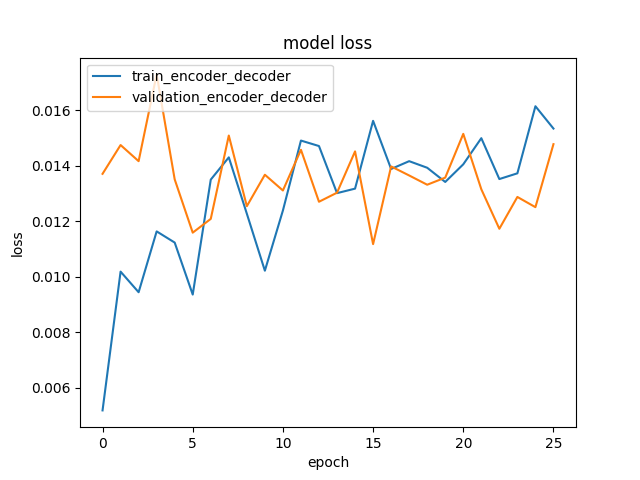 model loss
train_encoder_decoder
validation_encoder_decoder
0.016
0.014
0.012
0.010
0.008
0.006
loss
0 5 10 15 20 25
epoch